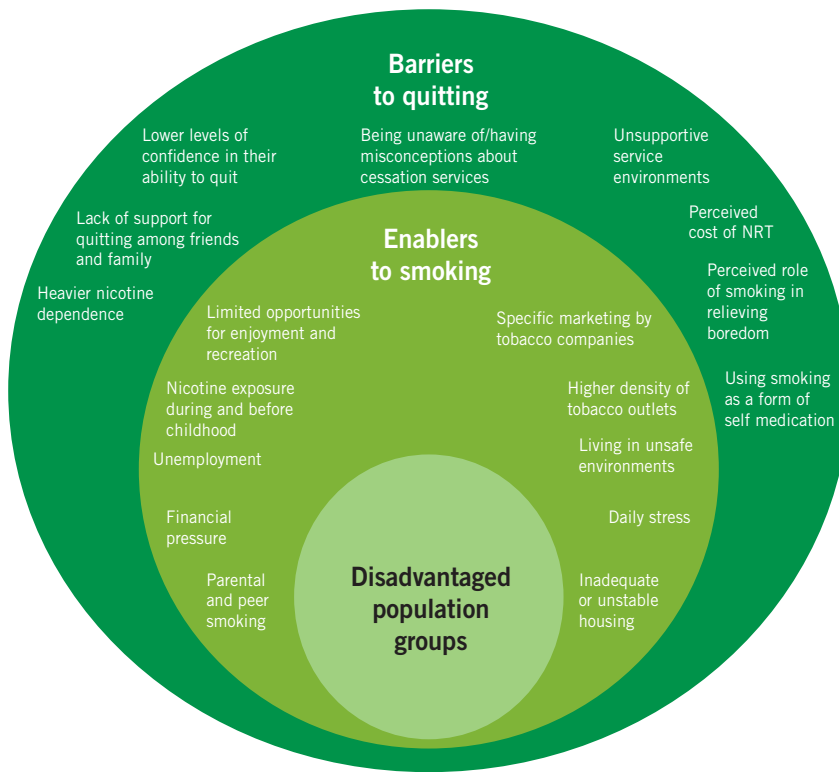 Barriers
to quitting
Lower levels of
confidence in their
ability to quit
Being unaware of/having
misconceptions about
cessation services
Unsupportive
service
environments
Lack of support for
quitting among friends
and family
Perceived
cost of NRT
Heavier nicotine
dependence
Perceived role
of smoking in
relieving
boredom
Using smoking
as a form of
self medication
Enablers
to smoking
Limited opportunities
for enjoyment and
recreation
Specific marketing by
tobacco companies
Nicotine exposure
during and before
childhood
Higher density of
tobacco outlets
Unemployment
Living in unsafe
environments
Financial
pressure
Daily stress
Parental
and peer
smoking
Inadequate
or unstable
housing
Disadvantaged
population
groups